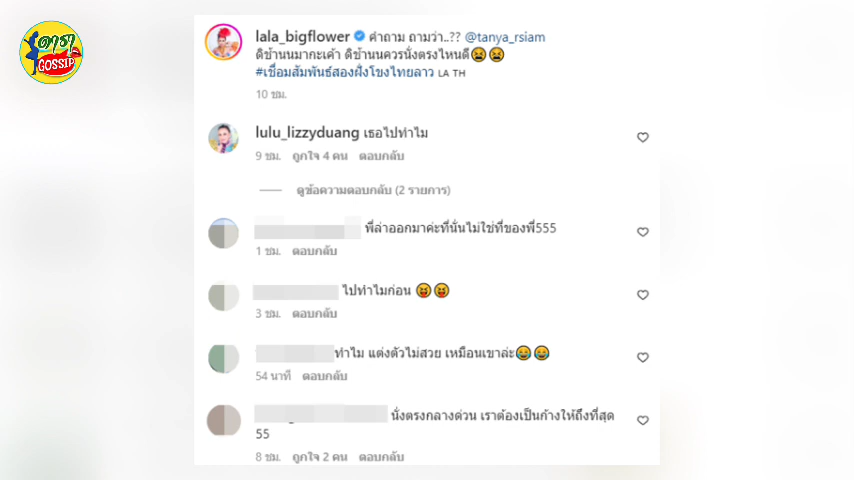 ดารา
GOSSIP
lala_bigflower คำถาม ถามว่า..?? @tanya_rsiam
ดิช้านนมากะเค้า ดิช้านนควรนั่งตรงไหนดี😫😫
#เชื่อมสัมพันธ์สองฝั่งโขงไทยลาว LA TH
10 ชม.
lulu_lizzyduang เธอไปทำไม
9 ชม. ถูกใจ 4 คน ตอบกลับ
ดูข้อความตอบกลับ (2 รายการ)
พี่ล่าออกมาค่ะที่นั่นไม่ใช่ที่ของพี่555
1 ชม. ตอบกลับ
ไปทำไมก่อน 😝😝
3 ชม. ตอบกลับ
ทำไม แต่งตัวไม่สวย เหมือนเขาล่ะ😂😂
54 นาที ตอบกลับ
นั่งตรงกลางด่วน เราต้องเป็นก้างให้ถึงที่สุด
55
8 ชม. ถูกใจ 2 คน ตอบกลับ